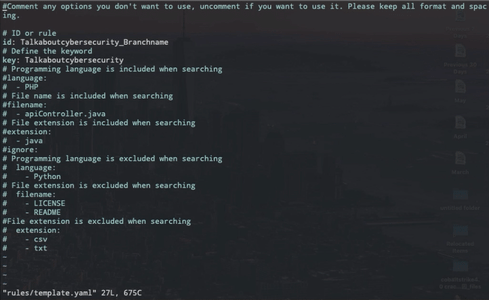 #Comment any options you don't want to use, uncomment if you want to use it. Please keep all format and spac
ing.
# ID or rule
id: Talkaboutcybersecurity_Branchname
# Define the keyword
key: Talkaboutcybersecurity
# Programming language is included when searching
#language:
#  - PHP
# File name is included when searching
#filename:
#  - apiController.java
# File extension is included when searching
#extension:
#  - java
#ignore:
# Programming language is excluded when searching
#  language:
#    - Python
# File extension is excluded when searching
#  filename:
#    - LICENSE
#    - README
#File extension is excluded when searching
#  extension:
#    - csv
#    - txt
~
~
~
~
"rules/template.yaml" 27L, 675C